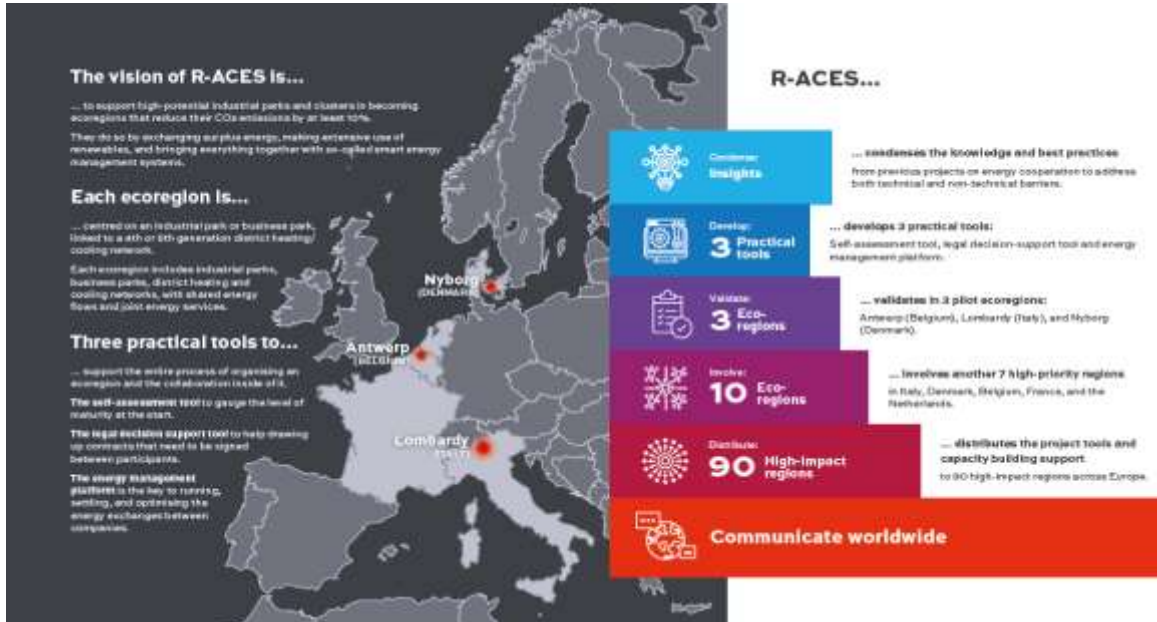 The vision of R-ACES is...
... to support high-potential industrial parks and clusters in becoming
ecoregions that reduce their CO₂ emissions by at least 10%.
They do so by exchanging surplus energy, making extensive use of
renewables, and bringing everything together with so-called smart energy
management systems.
Each ecoregion is...
... centred on an industrial park or business park,
linked to a 4th or 5th generation district heating/
cooling network.
Each ecoregion includes industrial parks,
business parks, district heating and
cooling networks, with shared energy
flows and joint energy services.
Three practical tools to...
... support the entire process of organising an
ecoregion and the collaboration inside of it.
The self-assessment tool to gauge the level of
maturity at the start.
The legal decision support tool to help drawing
up contracts that need to be signed
between participants.
The energy management
platform is the key to running,
settling, and optimising the
energy exchanges between
companies.
Nyborg
(DENMARK)
Antwerp
(BELGIUM)
Lombardy
(ITALY)
R-ACES...
Condense:
Insights
... condenses the knowledge and best practices
from previous projects on energy cooperation to address
both technical and non-technical barriers.
Develop:
3 Practical
tools
... develops 3 practical tools:
Self-assessment tool, legal decision-support tool and energy
management platform.
Validate:
3 Eco-
regions
... validates in 3 pilot ecoregions:
Antwerp (Belgium), Lombardy (Italy), and Nyborg
(Denmark).
Involve:
10 Eco-
regions
... involves another 7 high-priority regions
in Italy, Denmark, Belgium, France, and the
Netherlands.
Distribute:
90 High-impact
regions
... distributes the project tools and
capacity building support
to 90 high-impact regions across Europe.
Communicate worldwide